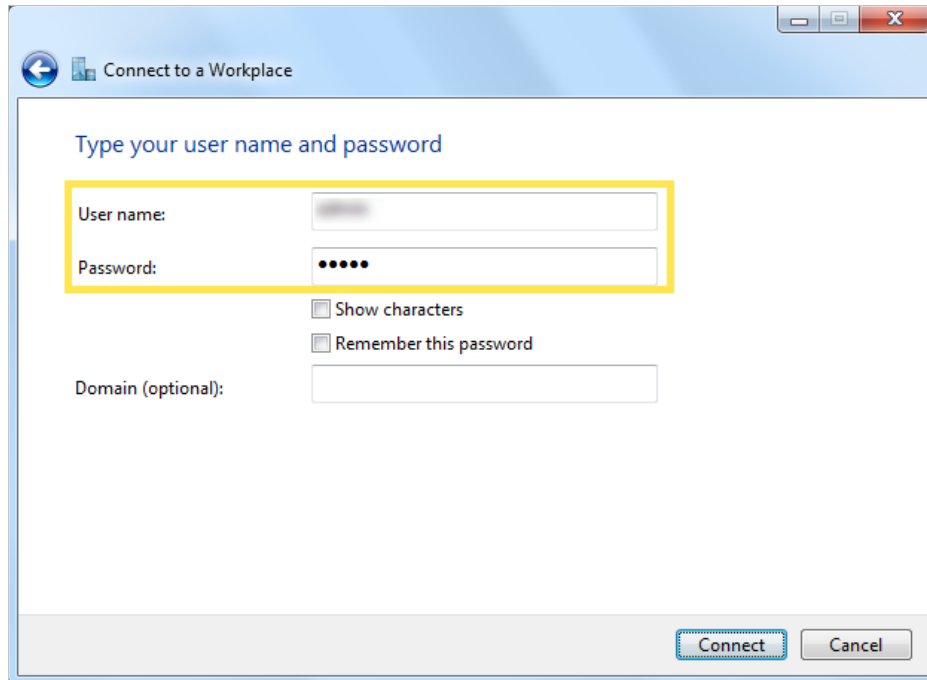 Connect to a Workplace
Type your user name and password
User name:
Password: •••••
Show characters
Remember this password
Domain (optional):
Connect Cancel